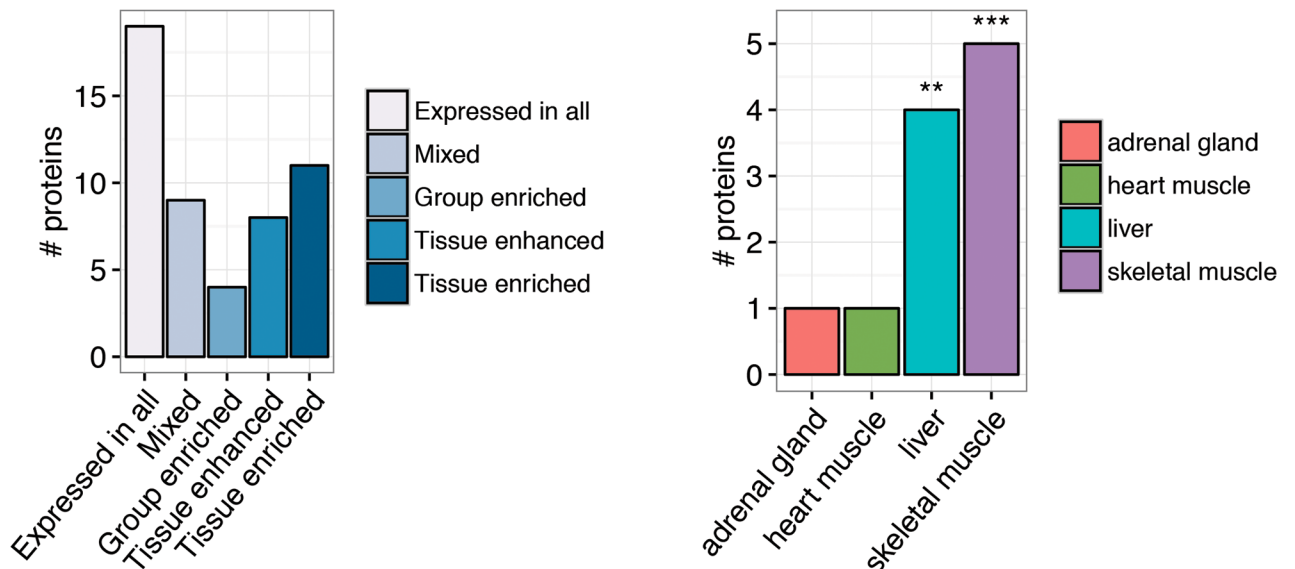 # proteins
15
10
5
0
Expressed in all
Mixed
Group enriched
Tissue enhanced
Tissue enriched
Expressed in all
Mixed
Group enriched
Tissue enhanced
Tissue enriched
# proteins
5
4
3
2
1
0
**
***
adrenal gland
heart muscle
liver
skeletal muscle
adrenal gland
heart muscle
liver
skeletal muscle